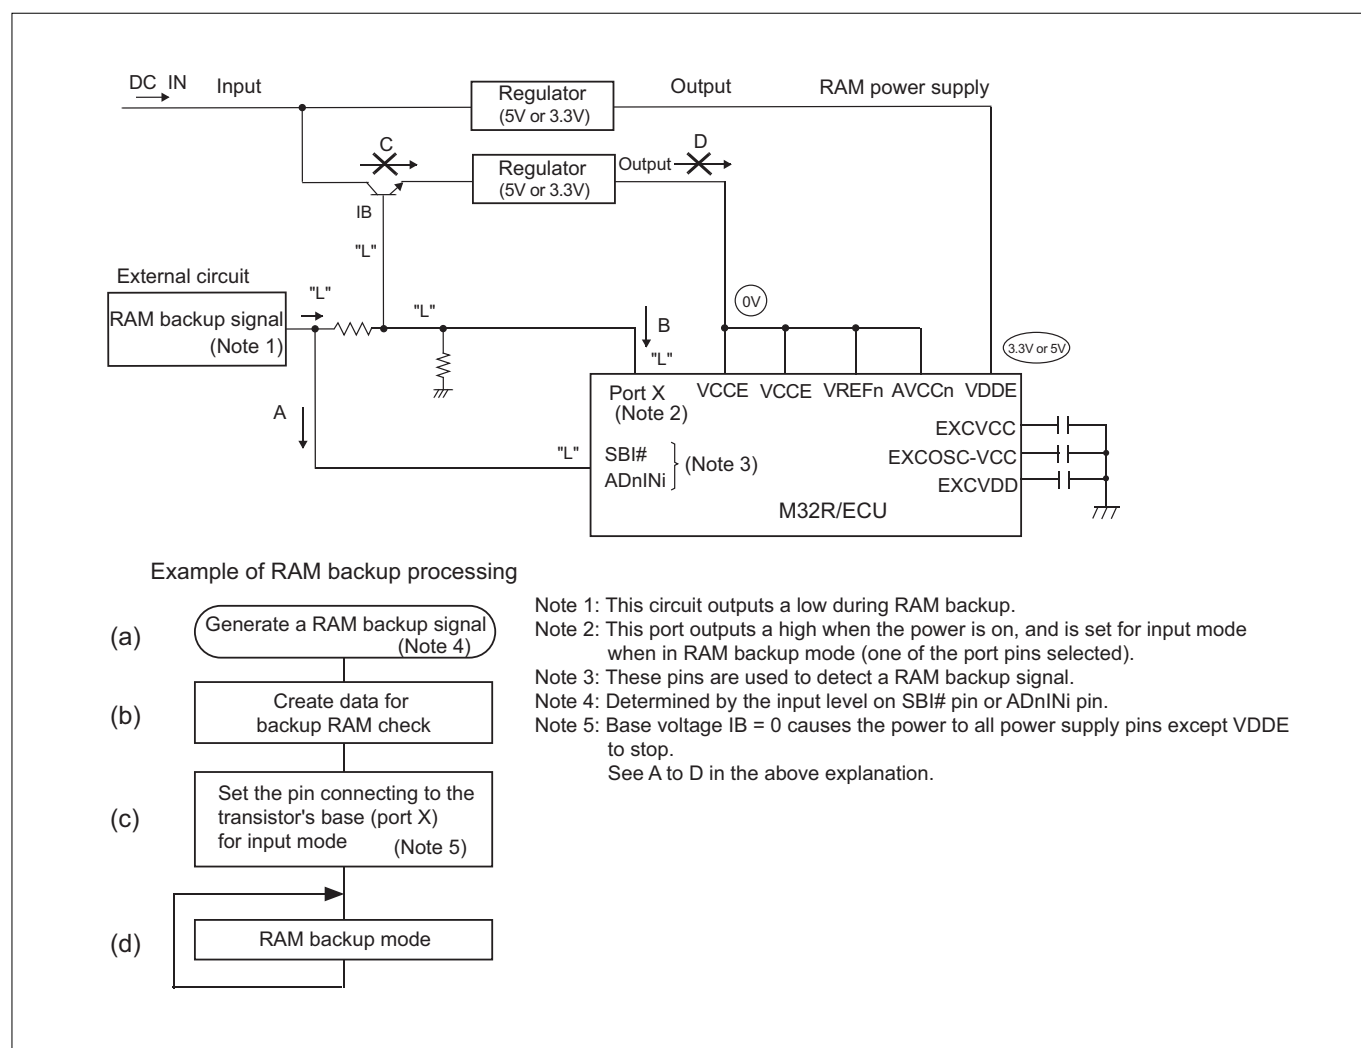 DC IN
Input
Regulator
(5V or 3.3V)
Output
RAM power supply
C
Regulator
(5V or 3.3V)
Output
D
IB
"L"
External circuit
RAM backup signal
(Note 1)
"L"
"L"
B
"L"
0V
3.3V or 5V
A
"L"
Port X
(Note 2)
VCCE
VCCE
VREFn
AVCCn
VDDE
SBI#
ADnINi
(Note 3)
EXCVCC
EXCOSC-VCC
EXCVDD
M32R/ECU
Example of RAM backup processing
(a)
Generate a RAM backup signal
(Note 4)
(b)
Create data for
backup RAM check
(c)
Set the pin connecting to the
transistor's base (port X)
for input mode
(Note 5)
(d)
RAM backup mode
Note 1: This circuit outputs a low during RAM backup.
Note 2: This port outputs a high when the power is on, and is set for input mode
when in RAM backup mode (one of the port pins selected).
Note 3: These pins are used to detect a RAM backup signal.
Note 4: Determined by the input level on SBI# pin or ADnINi pin.
Note 5: Base voltage IB = 0 causes the power to all power supply pins except VDDE
to stop.
See A to D in the above explanation.